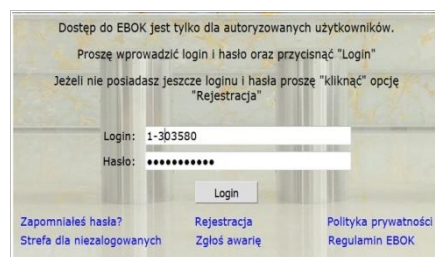 Dostęp do EBOK jest tylko dla autoryzowanych użytkowników.
Proszę wprowadzić login i hasło oraz przycisnąć "Login"
Jeżeli nie posiadasz jeszcze loginu i hasła proszę "kliknąć" opcję
"Rejestracja"
Login: 1-303580
Hasło: •••••••••••
Login
Zapomniałeś hasła? Rejestracja Polityka prywatności
Strefa dla niezalogowanych Zgłoś awarię Regulamin EBOK